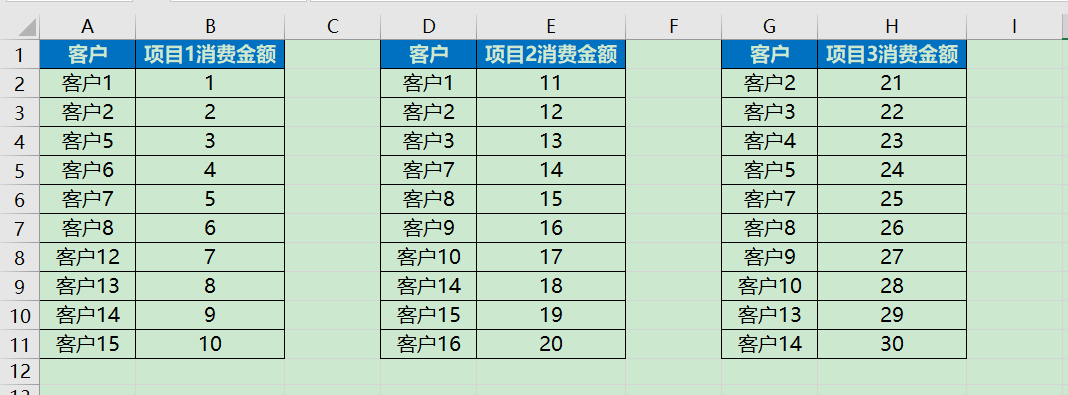 A B C D E F G H I
1 客户 项目1消费金额 客户 项目2消费金额 客户 项目3消费金额
2 客户1 1 客户1 11 客户2 21
3 客户2 2 客户2 12 客户3 22
4 客户5 3 客户3 13 客户4 23
5 客户6 4 客户7 14 客户5 24
6 客户7 5 客户8 15 客户7 25
7 客户8 6 客户9 16 客户8 26
8 客户12 7 客户10 17 客户9 27
9 客户13 8 客户14 18 客户10 28
10 客户14 9 客户15 19 客户13 29
11 客户15 10 客户16 20 客户14 30
12